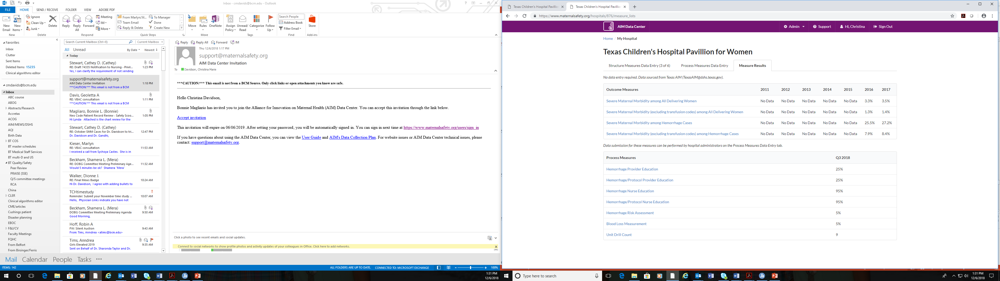 Inbox - cmdavids@bcm.edu - Outlook
FILE HOME SEND / RECEIVE FOLDER VIEW ADOBE PDF
New Email
New Items
Ignore
Clean Up
Junk
Delete
Reply
Reply All
Forward
Meeting
IM
More
From Marlyn/Jil...
Team Email
Reply & Delete
To Manager
Done
Create New
Move
Rules
OneNote
Assign Policy
Unread/ Read
Categorize
Follow Up
Search People
Address Book
Filter Email
Store
New Delete Respond Quick Steps Move Tags Find Add-ins
Favorites
Inbox
Clutter
Sent Items
Deleted Items 15235
Clinical algorithms editor
cmdavids@bcm.edu
Inbox
ABC course
ABOG
Abstracts/Research
Accretas
ACOG
AIM/MEWS/DSHS
AQI
Birth Data
BT COS
BT master schedules
BT Medical Staff Services
BT multi-D and US
BT Quality/Safety
Peer Review
PRAISE (SSE)
Q/S committee meetings
RCA
China
CLER
Clinical algorithms editor
CME/articles
Cushings patient
Disaster planning
EBOC
F&J/CV
Faculty Meetings
FQHC
From Belfort
From Birsinger/Ferris
Search Current Mailbox (Ctrl+E) Current Mailbox
All Unread By Date Newest
Today
Stewart, Cathey D. (Cathey)
RE: Draft 74335 Notification to Nursing - Privil... 1:23 PM
Yes, I can clarify the requirement of not sending
support@maternalsafety.org
AIM Data Center Invitation 1:18 PM
***CAUTION:*** This email is not from a BCM
Davis, Geoletta A
RE: VBAC consultation 1:11 PM
***CAUTION:*** This email is not from a BCM
Magliaro, Bonnie L. (Bonnie)
Neo Code Patient Record Review - Safety Scoo... 1:05 PM
Hi Lynda- Attached is the chart review for the
Stewart, Cathey D. (Cathey)
RE: October SMM Cases for Dr. Davidson to tri... 12:47 PM
Dr. Davidson and Dr. Gandhi,
Kieser, Marlyn
RE: VBAC consultation 11:53 AM
I received a call from Sychoya Castex. She is in
Beckham, Shamera L. (Mera)
RE: DOBG Committee Meeting Preliminary Age... 11:32 AM
Would 5 minutes be ok? Shamera "Mera"
Walker, Dionne J.
RE: Final Mews Badge 10:24 AM
Hi Dr. Davidson, I agree with adding bullets to
TCHtimestudy
Reminder: Submit your November time study ... 10:07 AM
Hello, Physician Links indicate you have not
Beckham, Shamera L. (Mera)
DOBG Committee Meeting Preliminary Agenda 9:50 AM
Good Morning,
Hoff, Robin A
FW: Silent Auction 9:43 AM
From: Tims, Anndrea <atims@bcm.edu>
Tims, Anndrea
Girls Elevated 2019 9:35 AM
Sent on Behalf of Dr. Sharonda Taylor and Dr.
Reply Reply All Forward IM
Thu 12/6/2018 1:17 PM
support@maternalsafety.org
AIM Data Center Invitation
To Davidson, Christina Marie
***CAUTION:*** This email is not from a BCM Source. Only click links or open attachments you know are safe.
Hello Christina Davidson,
Bonnie Magliario has invited you to join the Alliance for Innovation on Maternal Health (AIM) Data Center. You can accept this invitation through the link below.
Accept invitation
This invitation will expire on 06/06/2019. After setting your password, you will be automatically signed in. You can sign in next time at https://www.maternalsafety.org/users/sign_in
If you have questions about using the AIM Data Center, you can view the User Guide and AIM's Data Collection Plan. For website issues or AIM Data Center technical issues, please
contact: support@maternalsafety.org.
Click a photo to see recent emails and social updates.
Connect to social networks to show profile photos and activity updates of your colleagues in Office. Click here to add networks.
Mail Calendar People Tasks ...
ITEMS: 142 ALL FOLDERS ARE UP TO DATE. CONNECTED TO: MICROSOFT EXCHANGE 100%
1:31 PM
12/6/2018
Texas Children's Hospital Pavillio Texas Children's Hospital Pavillio
https://www.maternalsafety.org/hospitals/876/measure_lists
AIM Data Center Admin Support Hi, Christina Sign Out
Home / My Hospital
Texas Children's Hospital Pavillion for Women
Structure Measures Data Entry (3 of 6) Process Measures Data Entry Measure Results
No data entry required. Data sourced from Texas AIM (TexasAIM@dshs.texas.gov).
Outcome Measures 2011 2012 2013 2014 2015 2016 2017
Severe Maternal Morbidity among All Delivering Women No Data No Data No Data No Data No Data 3.3% 3.5%
Severe Maternal Morbidity (excluding transfusion codes) among All Delivering Women No Data No Data No Data No Data No Data 1.3% 1.4%
Severe Maternal Morbidity among Hemorrhage Cases No Data No Data No Data No Data No Data 25.5% 27.2%
Severe Maternal Morbidity (excluding transfusion codes) among Hemorrhage Cases No Data No Data No Data No Data No Data 7.9% 8.4%
Data submission for these measures can be performed by hospital administrators on the Process Measures Data Entry tab.
Process Measures Q3 2018
Hemorrhage Provider Education 25%
Hemorrhage/Protocol Provider Education 25%
Hemorrhage Nurse Education 95%
Hemorrhage/Protocol Nurse Education 95%
Hemorrhage Risk Assessment 5%
Blood Loss Measurement 5%
Unit Drill Count 9
Type here to search
1:31 PM
12/6/2018